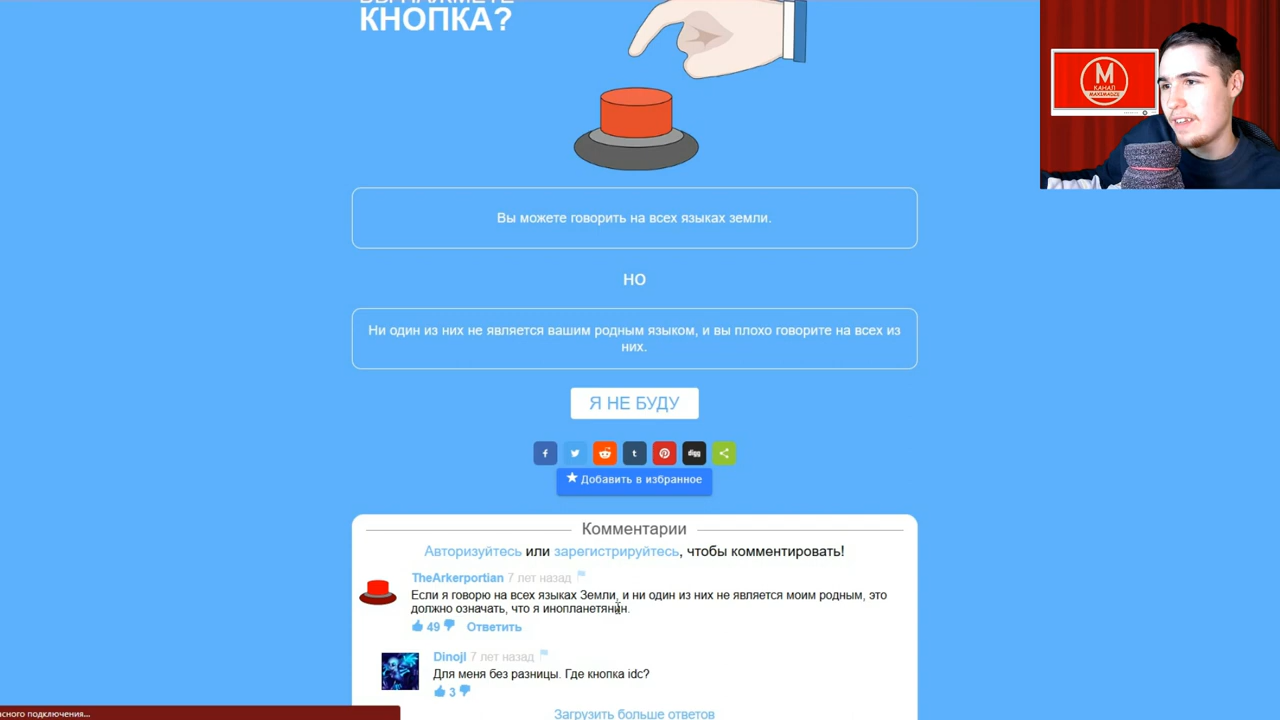 КНОПКА?
М
КАНАЛ
Вы можете говорить на всех языках земли.
НО
Ни один из них не является вашим родным языком, и вы плохо говорите на всех из
них.
Я НЕ БУДУ
f
t
digg
Добавить в избранное
Комментарии
Авторизуйтесь или зарегистрируйтесь, чтобы комментировать!
TheArkerportian 7 лет назад
Если я говорю на всех языках Земли, и ни один из них не является моим родным, это
должно означать, что я инопланетянин.
49 Ответить
Dinojl 7 лет назад
Для меня без разницы. Где кнопка idc?
3
Загрузить больше ответов
асного подключения...